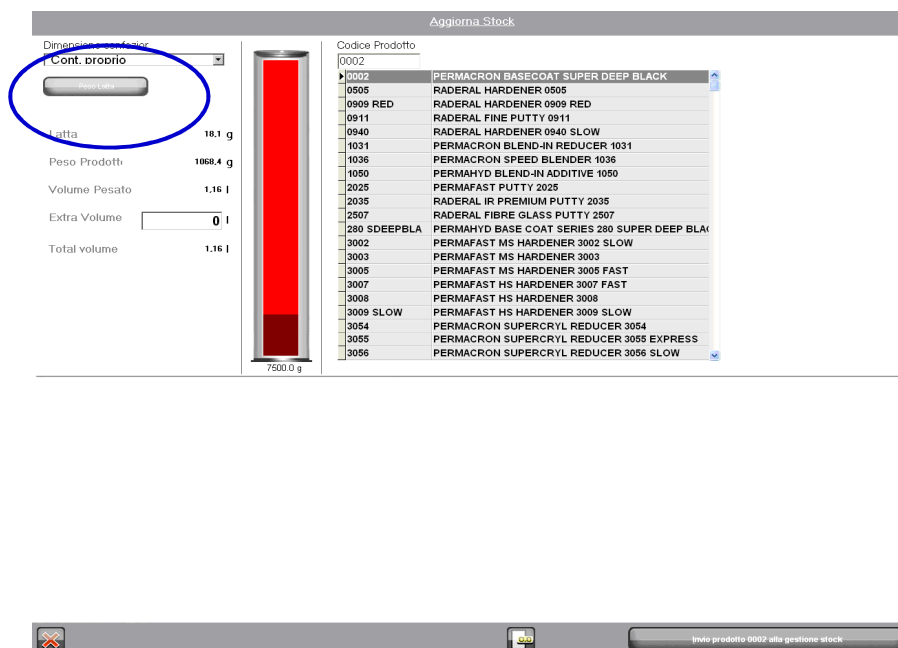 Aggiorna Stock
Dimensione confezior
Cont. proprio
Peso Latta
Latta 18,1 g
Peso Prodott 1068,4 g
Volume Pesato 1,16 l
Extra Volume 0 l
Total volume 1,16 l
7500.0 g
Codice Prodotto
0002
0002 PERMACRON BASECOAT SUPER DEEP BLACK
0505 RADERAL HARDENER 0505
0909 RED RADERAL HARDENER 0909 RED
0911 RADERAL FINE PUTTY 0911
0940 RADERAL HARDENER 0940 SLOW
1031 PERMACRON BLEND-IN REDUCER 1031
1036 PERMACRON SPEED BLENDER 1036
1050 PERMAHYD BLEND-IN ADDITIVE 1050
2025 PERMAFAST PUTTY 2025
2035 RADERAL IR PREMIUM PUTTY 2035
2507 RADERAL FIBRE GLASS PUTTY 2507
280 SDEEPBLA PERMAHYD BASE COAT SERIES 280 SUPER DEEP BLA
3002 PERMAFAST MS HARDENER 3002 SLOW
3003 PERMAFAST MS HARDENER 3003
3005 PERMAFAST MS HARDENER 3005 FAST
3007 PERMAFAST HS HARDENER 3007 FAST
3008 PERMAFAST HS HARDENER 3008
3009 SLOW PERMAFAST HS HARDENER 3009 SLOW
3054 PERMACRON SUPERCRYL REDUCER 3054
3055 PERMACRON SUPERCRYL REDUCER 3055 EXPRESS
3056 PERMACRON SUPERCRYL REDUCER 3056 SLOW
0.0
Invio prodotto 0002 alla gestione stock